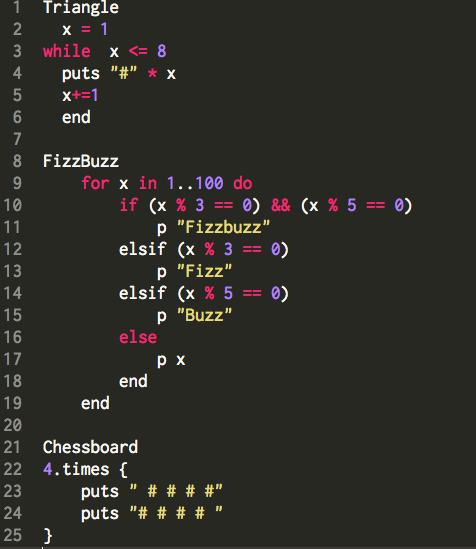 1 Triangle
2   x = 1
3 while  x <= 8
4   puts "#" * x
5   x+=1
6   end
7
8 FizzBuzz
9     for x in 1..100 do
10         if (x % 3 == 0) && (x % 5 == 0)
11             p "Fizzbuzz"
12         elsif (x % 3 == 0)
13             p "Fizz"
14         elsif (x % 5 == 0)
15             p "Buzz"
16         else
17             p x
18         end
19     end
20
21 Chessboard
22 4.times {
23     puts " # # # #"
24     puts "# # # # "
25 }